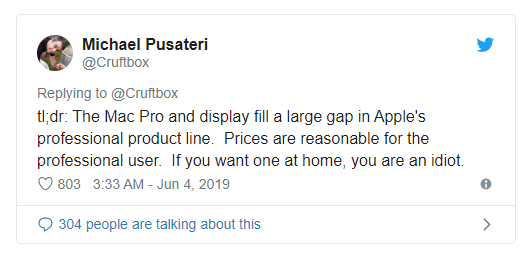 Michael Pusateri
@Cruftbox
Replying to @Cruftbox
tl;dr: The Mac Pro and display fill a large gap in Apple's
professional product line.  Prices are reasonable for the
professional user.  If you want one at home, you are an idiot.
803   3:33 AM - Jun 4, 2019
304 people are talking about this